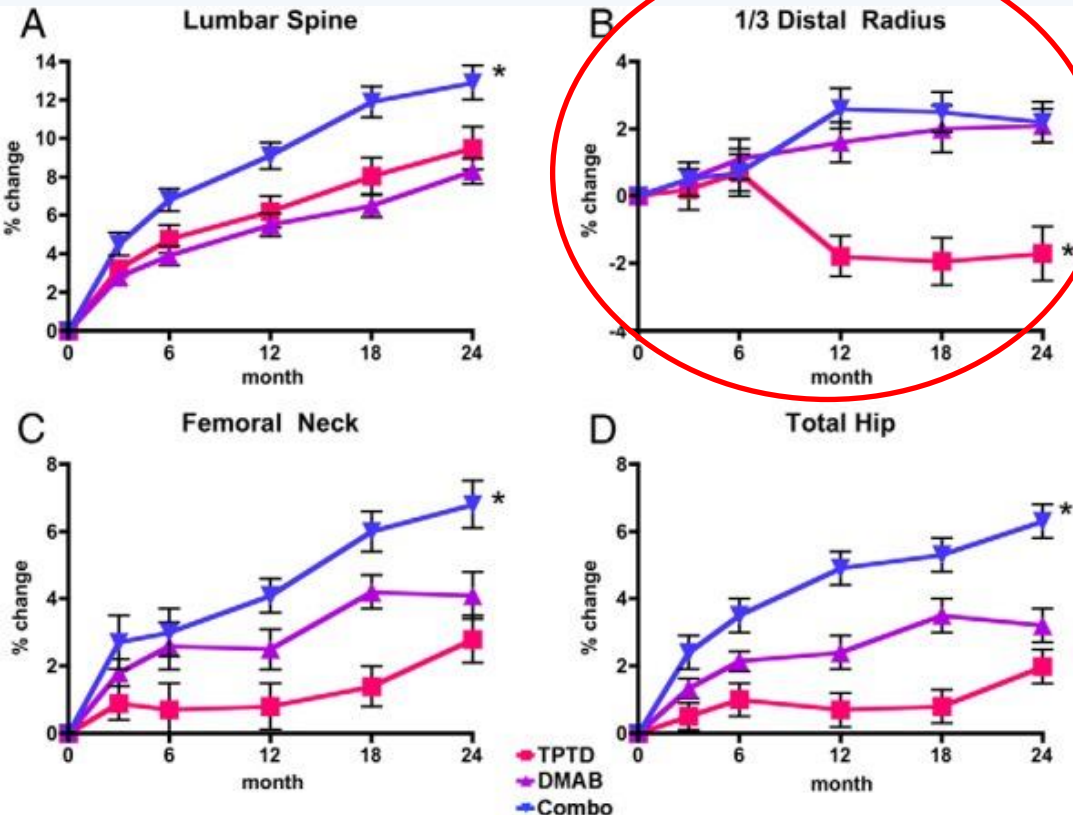 A
Lumbar Spine
14
12
10
8
6
4
2
0
% change
*
0 6 12 18 24
month
B
1/3 Distal Radius
4
2
0
-2
-4
% change
*
0 6 12 18 24
month
C
Femoral Neck
8
6
4
2
0
% change
*
0 6 12 18 24
month
D
Total Hip
8
6
4
2
0
% change
*
0 6 12 18 24
month
TPTD
DMAB
Combo